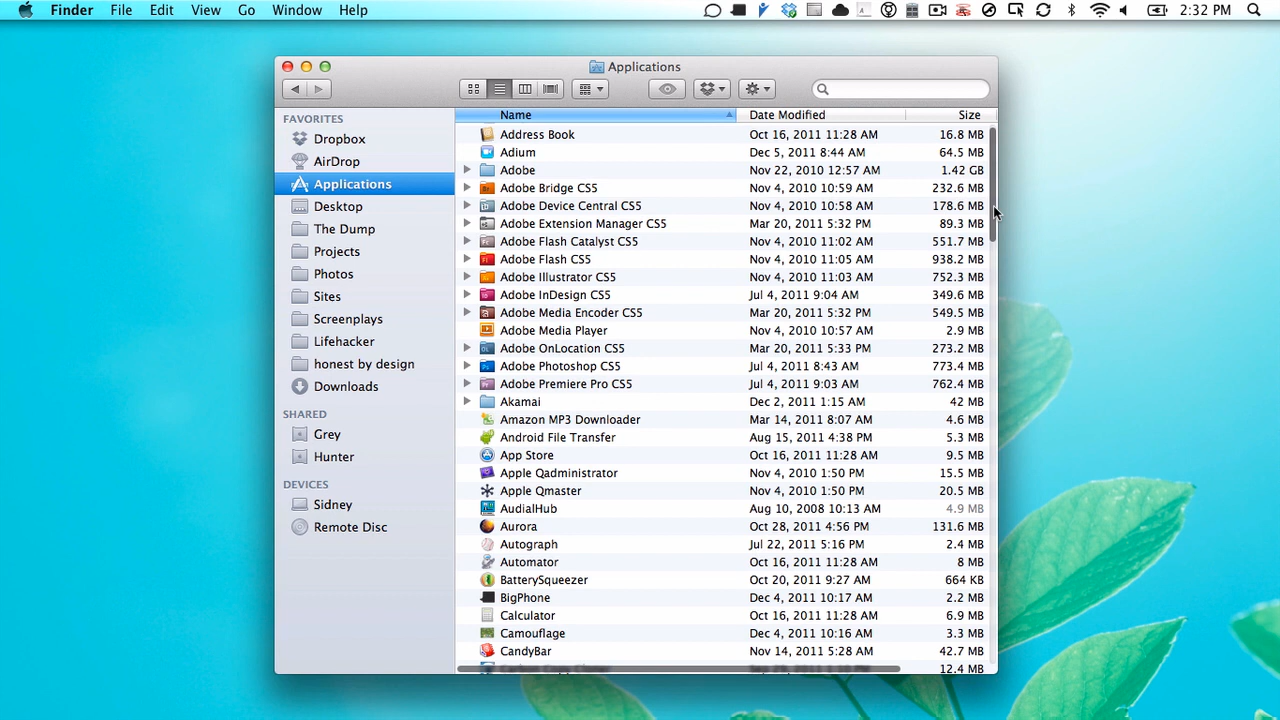 Finder File Edit View Go Window Help 2:32 PM
Applications
FAVORITES
Dropbox
AirDrop
Applications
Desktop
The Dump
Projects
Photos
Sites
Screenplays
Lifehacker
honest by design
Downloads
SHARED
Grey
Hunter
DEVICES
Sidney
Remote Disc
Name Date Modified Size
Address Book Oct 16, 2011 11:28 AM 16.8 MB
Adium Dec 5, 2011 8:44 AM 64.5 MB
Adobe Nov 22, 2010 12:57 AM 1.42 GB
Adobe Bridge CS5 Nov 4, 2010 10:59 AM 232.6 MB
Adobe Device Central CS5 Nov 4, 2010 10:58 AM 178.6 MB
Adobe Extension Manager CS5 Mar 20, 2011 5:32 PM 89.3 MB
Adobe Flash Catalyst CS5 Nov 4, 2010 11:02 AM 551.7 MB
Adobe Flash CS5 Nov 4, 2010 11:05 AM 938.2 MB
Adobe Illustrator CS5 Nov 4, 2010 11:03 AM 752.3 MB
Adobe InDesign CS5 Jul 4, 2011 9:04 AM 349.6 MB
Adobe Media Encoder CS5 Mar 20, 2011 5:32 PM 549.5 MB
Adobe Media Player Nov 4, 2010 10:57 AM 2.9 MB
Adobe OnLocation CS5 Mar 20, 2011 5:33 PM 273.2 MB
Adobe Photoshop CS5 Jul 4, 2011 8:43 AM 773.4 MB
Adobe Premiere Pro CS5 Jul 4, 2011 9:03 AM 762.4 MB
Akamai Dec 2, 2011 1:15 AM 42 MB
Amazon MP3 Downloader Mar 14, 2011 8:07 AM 4.6 MB
Android File Transfer Aug 15, 2011 4:38 PM 5.3 MB
App Store Oct 16, 2011 11:28 AM 9.5 MB
Apple Qadministrator Nov 4, 2010 1:50 PM 15.5 MB
Apple Qmaster Nov 4, 2010 1:50 PM 20.5 MB
AudialHub Aug 10, 2008 10:13 AM 4.9 MB
Aurora Oct 28, 2011 4:56 PM 131.6 MB
Autograph Jul 22, 2011 5:16 PM 2.4 MB
Automator Oct 16, 2011 11:28 AM 8 MB
BatterySqueezer Oct 20, 2011 9:27 AM 664 KB
BigPhone Dec 4, 2011 10:17 AM 2.2 MB
Calculator Oct 16, 2011 11:28 AM 6.9 MB
Camouflage Dec 4, 2011 10:16 AM 3.3 MB
CandyBar Nov 14, 2011 5:28 AM 42.7 MB
12.4 MB